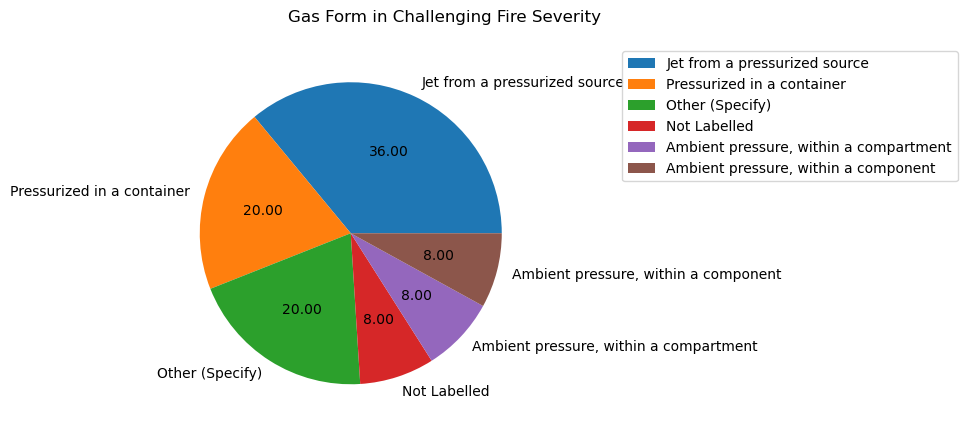 Gas Form in Challenging Fire Severity
Jet from a pressurized source
Pressurized in a container
Other (Specify)
Not Labelled
Ambient pressure, within a compartment
Ambient pressure, within a component
Jet from a pressurized source
36.00
Pressurized in a container
20.00
Other (Specify)
20.00
Not Labelled
8.00
Ambient pressure, within a compartment
8.00
Ambient pressure, within a component
8.00